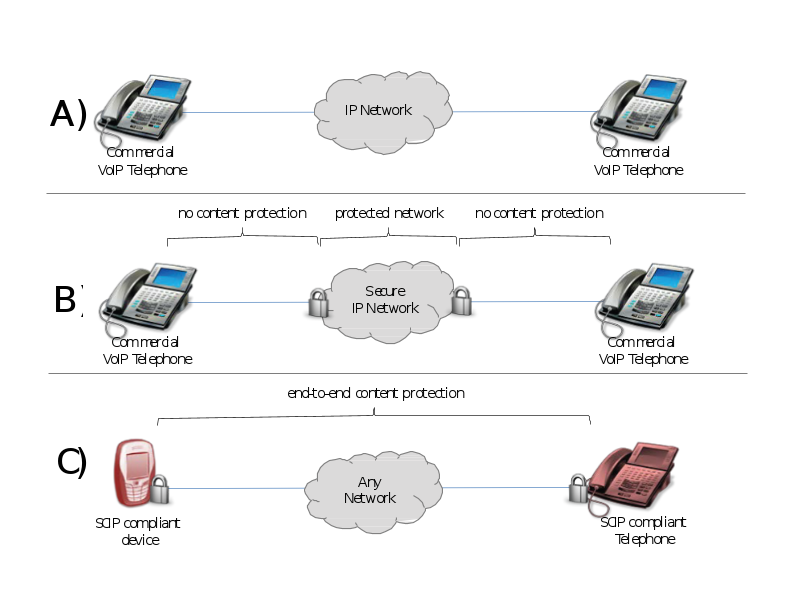 A)
IP Network
Commercial
VoIP Telephone
Commercial
VoIP Telephone
no content protection
protected network
no content protection
B)
Secure
IP Network
Commercial
VoIP Telephone
Commercial
VoIP Telephone
end-to-end content protection
C)
Any
Network
SCIP compliant
device
SCIP compliant
Telephone